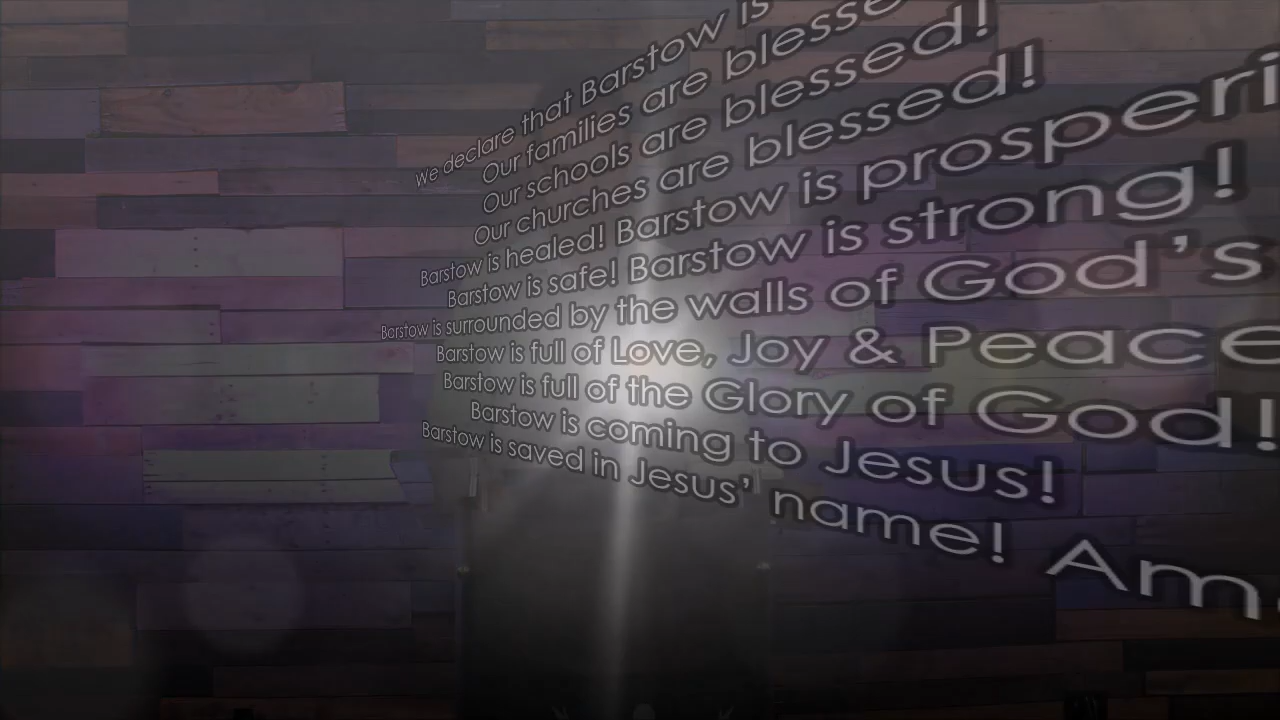 We declare that Barstow is
Our families are blesse
Our schools are blessed!
Our churches are blessed!
Barstow is healed! Barstow is prosperi
Barstow is safe! Barstow is strong!
Barstow is surrounded by the walls of God's
Barstow is full of Love, Joy & Peace
Barstow is full of the Glory of God!
Barstow is coming to Jesus!
Barstow is saved in Jesus' name! Am